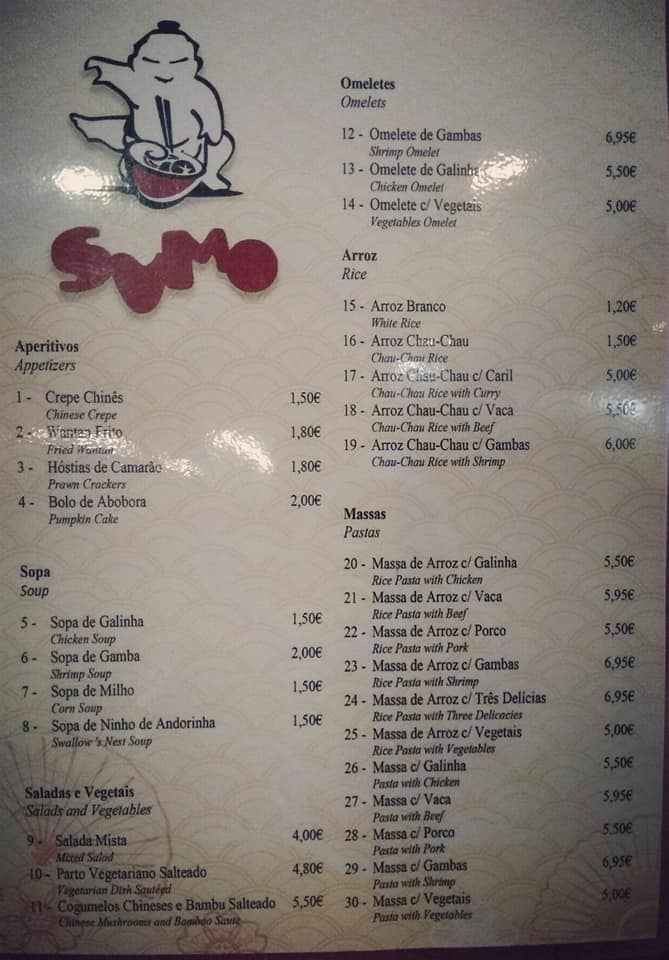 SUMO
Aperitivos
Appetizers
1 - Crepe Chinês 1,50€
Chinese Crepe
2 - Wantan Frito 1,80€
Fried Wantan
3 - Hóstias de Camarão 1,80€
Prawn Crackers
4 - Bolo de Abobora 2,00€
Pumpkin Cake
Sopa
Soup
5 - Sopa de Galinha 1,50€
Chicken Soup
6 - Sopa de Gamba 2,00€
Shrimp Soup
7 - Sopa de Milho 1,50€
Corn Soup
8 - Sopa de Ninho de Andorinha 1,50€
Swallow's Nest Soup
Saladas e Vegetais
Salads and Vegetables
9 - Salada Mista 4,00€
Mixed Salad
10 - Parto Vegetariano Salteado 4,80€
Vegetarian Dish Sautéed
11 - Cogumelos Chineses e Bambu Salteado 5,50€
Chinese Mushrooms and Bamboo Saute
Omeletes
Omelets
12 - Omelete de Gambas 6,95€
Shrimp Omelet
13 - Omelete de Galinha 5,50€
Chicken Omelet
14 - Omelete c/ Vegetais 5,00€
Vegetables Omelet
Arroz
Rice
15 - Arroz Branco 1,20€
White Rice
16 - Arroz Chau-Chau 1,50€
Chau-Chau Rice
17 - Arroz Chau-Chau c/ Caril 5,00€
Chau-Chau Rice with Curry
18 - Arroz Chau-Chau c/ Vaca 5,50€
Chau-Chau Rice with Beef
19 - Arroz Chau-Chau c/ Gambas 6,00€
Chau-Chau Rice with Shrimp
Massas
Pastas
20 - Massa de Arroz c/ Galinha 5,50€
Rice Pasta with Chicken
21 - Massa de Arroz c/ Vaca 5,95€
Rice Pasta with Beef
22 - Massa de Arroz c/ Porco 5,50€
Rice Pasta with Pork
23 - Massa de Arroz c/ Gambas 6,95€
Rice Pasta with Shrimp
24 - Massa de Arroz c/ Três Delícias 6,95€
Rice Pasta with Three Delicacies
25 - Massa de Arroz c/ Vegetais 5,00€
Rice Pasta with Vegetables
26 - Massa c/ Galinha 5,50€
Pasta with Chicken
27 - Massa c/ Vaca 5,95€
Pasta with Beef
28 - Massa c/ Porco 5,50€
Pasta with Pork
29 - Massa c/ Gambas 6,95€
Pasta with Shrimp
30 - Massa c/ Vegetais 5,00€
Pasta with Vegetables